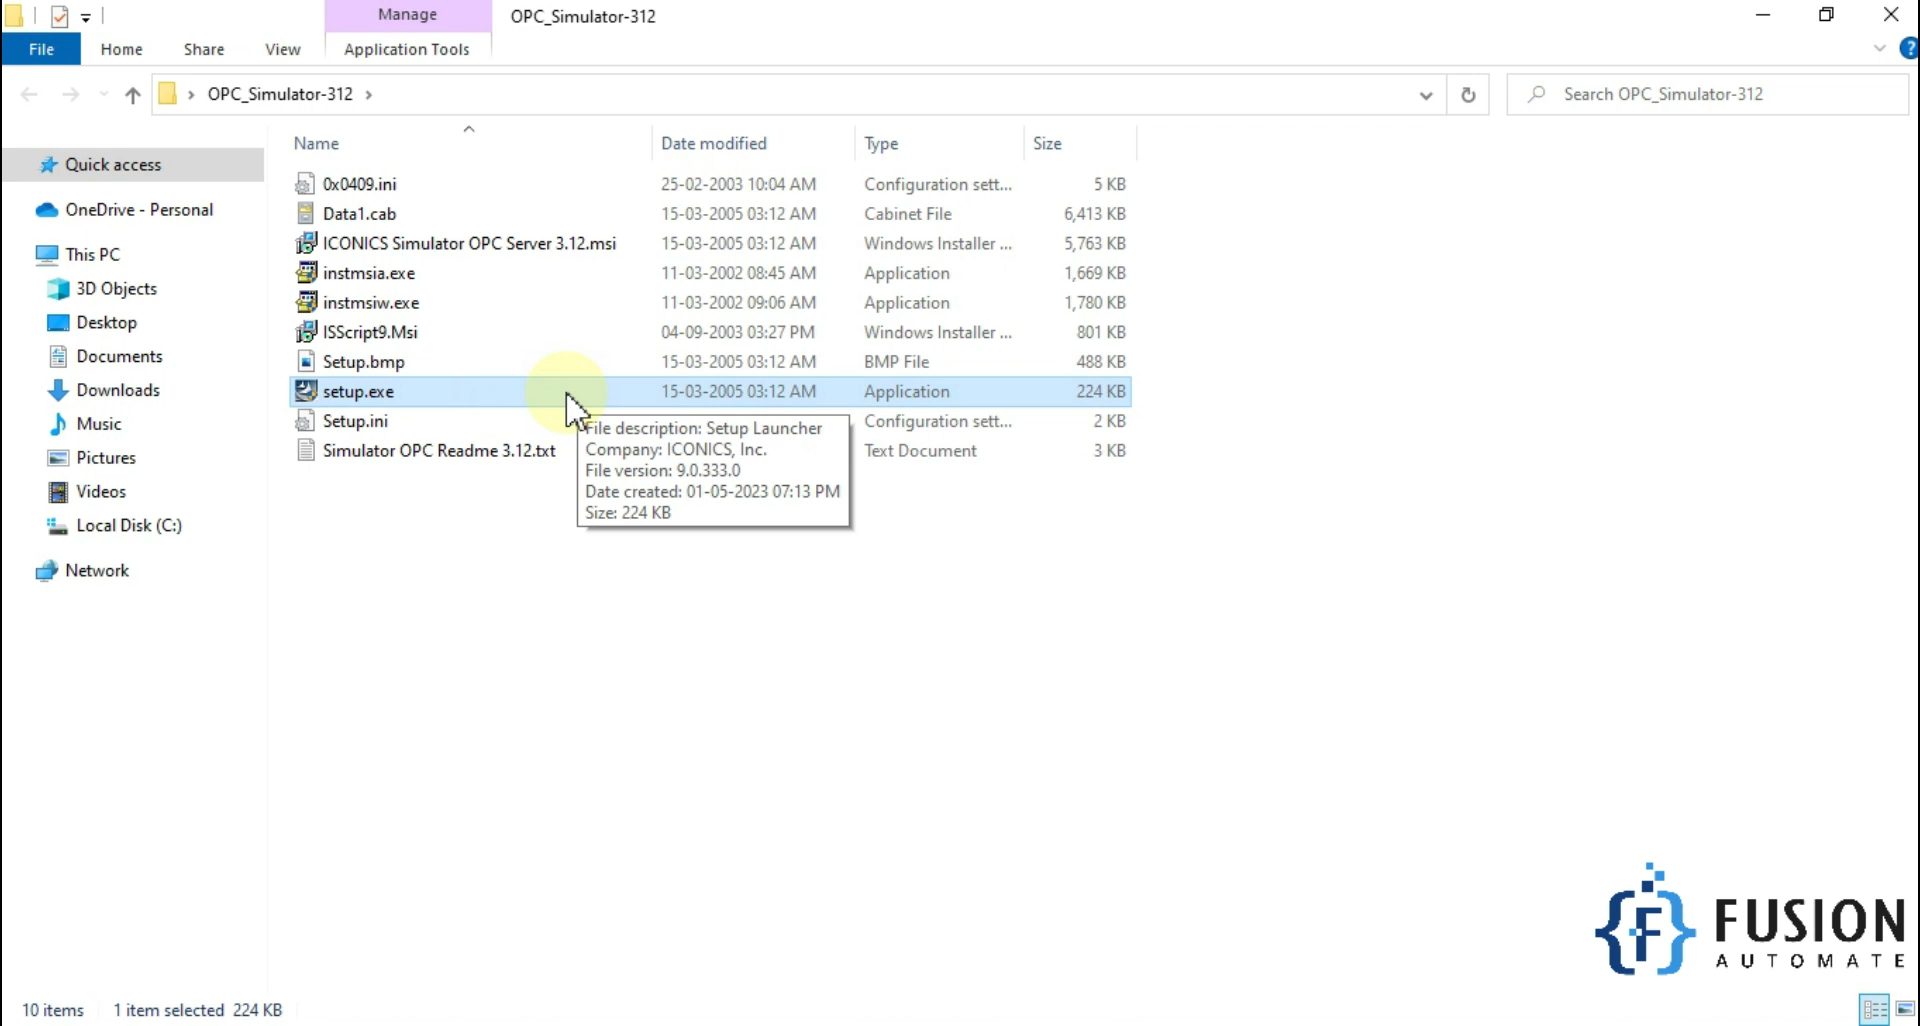 Manage
OPC_Simulator-312
File
Home
Share
View
Application Tools
?
OPC_Simulator-312
Search OPC_Simulator-312
Name
Date modified
Type
Size
Quick access
OneDrive - Personal
This PC
3D Objects
Desktop
Documents
Downloads
Music
Pictures
Videos
Local Disk (C:)
Network
0x0409.ini 25-02-2003 10:04 AM Configuration sett... 5 KB
Data1.cab 15-03-2005 03:12 AM Cabinet File 6,413 KB
ICONICS Simulator OPC Server 3.12.msi 15-03-2005 03:12 AM Windows Installer ... 5,763 KB
instmsia.exe 11-03-2002 08:45 AM Application 1,669 KB
instmsiw.exe 11-03-2002 09:06 AM Application 1,780 KB
ISScript9.Msi 04-09-2003 03:27 PM Windows Installer ... 801 KB
Setup.bmp 15-03-2005 03:12 AM BMP File 488 KB
setup.exe 15-03-2005 03:12 AM Application 224 KB
Setup.ini Configuration sett... 2 KB
Simulator OPC Readme 3.12.txt Text Document 3 KB
File description: Setup Launcher
Company: ICONICS, Inc.
File version: 9.0.333.0
Date created: 01-05-2023 07:13 PM
Size: 224 KB
F
FUSION
AUTOMATE
10 items 1 item selected 224 KB